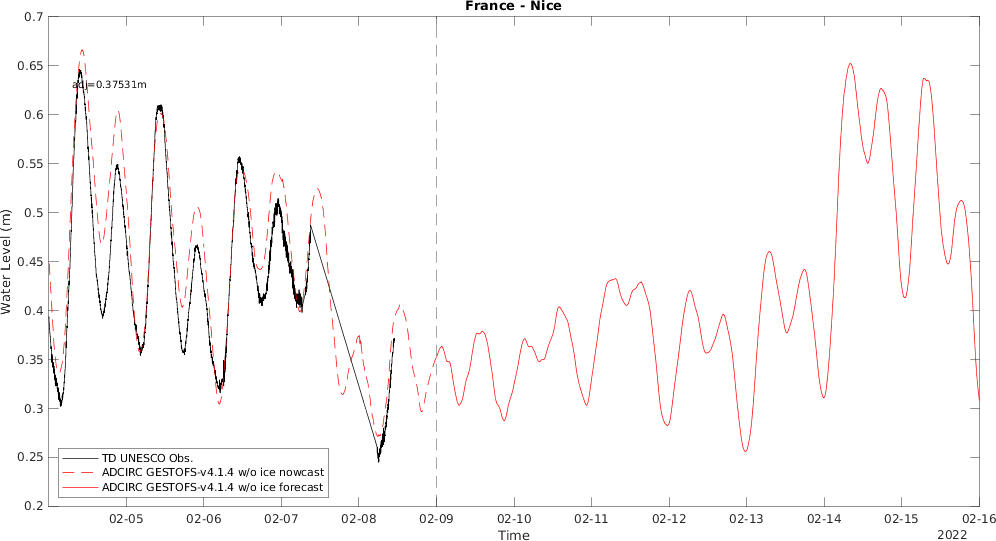 France - Nice
0.7
0.65
0.6
0.55
0.5
0.45
0.4
0.35
0.3
0.25
0.2
Water Level (m)
adj=0.37531m
TD UNESCO Obs.
ADCIRC GESTOFS-v4.1.4 w/o ice nowcast
ADCIRC GESTOFS-v4.1.4 w/o ice forecast
02-05 02-06 02-07 02-08 02-09 02-10 02-11 02-12 02-13 02-14 02-15 02-16
Time
2022